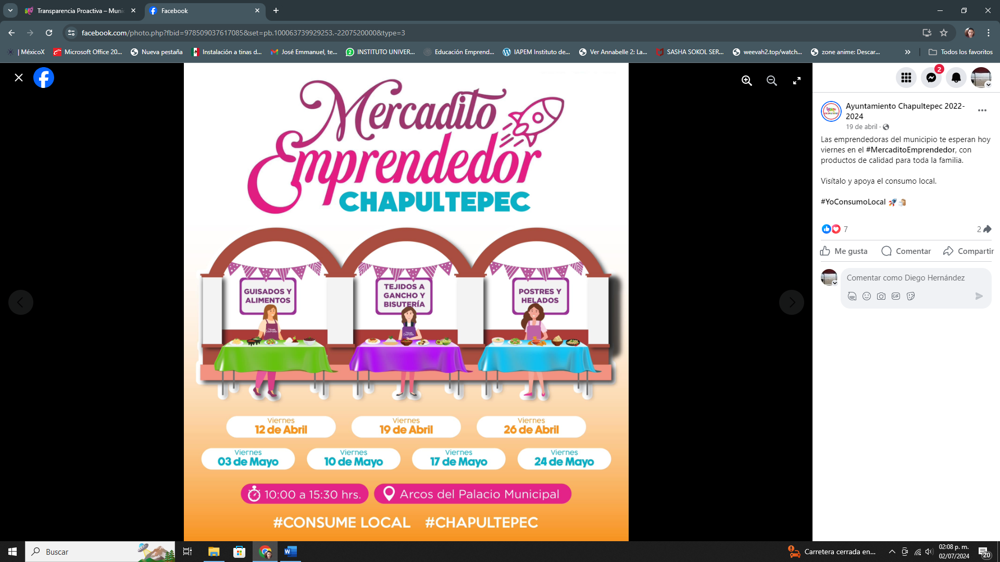 Transparencia Proactiva – Muni
Facebook
facebook.com/photo.php?fbid=978509037617085&set=pb.100063739929253.-2207520000&type=3
| MéxicoX
Microsoft Office 20...
Nueva pestaña
Instalación a tinas d...
José Emmanuel, te...
INSTITUTO UNIVER...
Educación Emprend...
IAPEM Instituto de...
Ver Annabelle 2: La...
SASHA SOKOL SER...
weevah2.top/watch...
zone anime: Descar...
Todos los favoritos
Mercadito
Emprendedor
CHAPULTEPEC
GUISADOS Y
ALIMENTOS
TEJIDOS A
GANCHO Y
BISUTERÍA
POSTRES Y
HELADOS
Viernes
12 de Abril
Viernes
19 de Abril
Viernes
26 de Abril
Viernes
03 de Mayo
Viernes
10 de Mayo
Viernes
17 de Mayo
Viernes
24 de Mayo
10:00 a 15:30 hrs.
Arcos del Palacio Municipal
#CONSUME LOCAL #CHAPULTEPEC
2
Ayuntamiento Chapultepec 2022-
2024
19 de abril ·
Las emprendedoras del municipio te esperan hoy
viernes en el #MercaditoEmprendedor, con
productos de calidad para toda la familia.
Visítalo y apoya el consumo local.
#YoConsumoLocal 🚀🛍️
7
2
Me gusta
Comentar
Compartir
Comentar como Diego Hernández
GIF
Buscar
Carretera cerrada en...
02:08 p. m.
02/07/2024
20